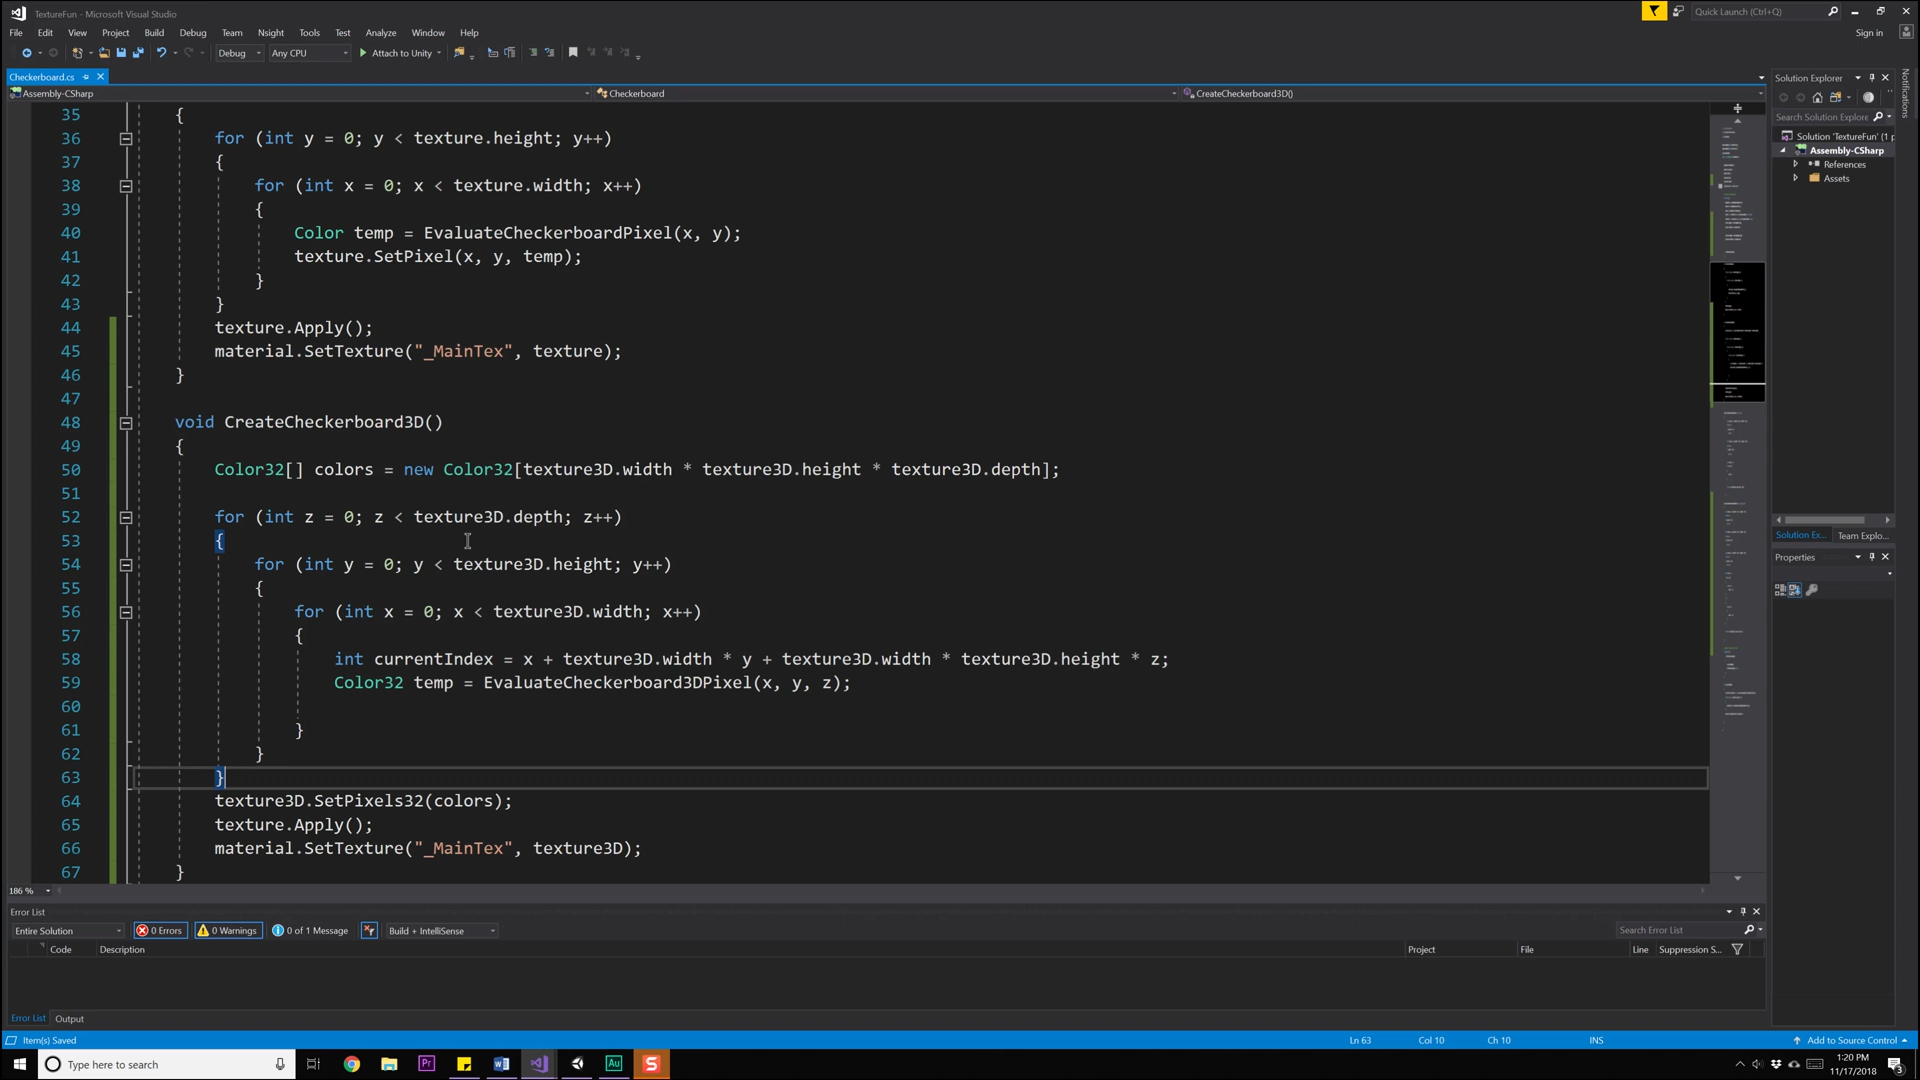 TextureFun - Microsoft Visual Studio
Quick Launch (Ctrl+Q)
File Edit View Project Build Debug Team Nsight Tools Test Analyze Window Help
Sign in
Debug Any CPU Attach to Unity
Checkerboard.cs
Assembly-CSharp Checkerboard CreateCheckerboard3D()
35 {
36 for (int y = 0; y < texture.height; y++)
37 {
38 for (int x = 0; x < texture.width; x++)
39 {
40 Color temp = EvaluateCheckerboardPixel(x, y);
41 texture.SetPixel(x, y, temp);
42 }
43 }
44 texture.Apply();
45 material.SetTexture("_MainTex", texture);
46 }
47
48 void CreateCheckerboard3D()
49 {
50 Color32[] colors = new Color32[texture3D.width * texture3D.height * texture3D.depth];
51
52 for (int z = 0; z < texture3D.depth; z++)
53 {
54 for (int y = 0; y < texture3D.height; y++)
55 {
56 for (int x = 0; x < texture3D.width; x++)
57 {
58 int currentIndex = x + texture3D.width * y + texture3D.width * texture3D.height * z;
59 Color32 temp = EvaluateCheckerboard3DPixel(x, y, z);
60
61 }
62 }
63 }
64 texture3D.SetPixels32(colors);
65 texture.Apply();
66 material.SetTexture("_MainTex", texture3D);
67 }
186 %
Solution Explorer
Search Solution Explore
Solution 'TextureFun' (1 p
Assembly-CSharp
References
Assets
Solution Ex... Team Explo...
Properties
Notifications
Error List
Entire Solution 0 Errors 0 Warnings 0 of 1 Message Build + IntelliSense Search Error List
Code Description Project File Line Suppression S...
Error List Output
Item(s) Saved Ln 63 Col 10 Ch 10 INS Add to Source Control
Type here to search
Pr
Au
S
1:20 PM
11/17/2018
3